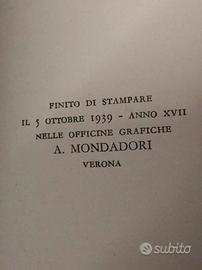 FINITO DI STAMPARE
IL 5 OTTOBRE 1939 - ANNO XVII
NELLE OFFICINE GRAFICHE
A. MONDADORI
VERONA
subito